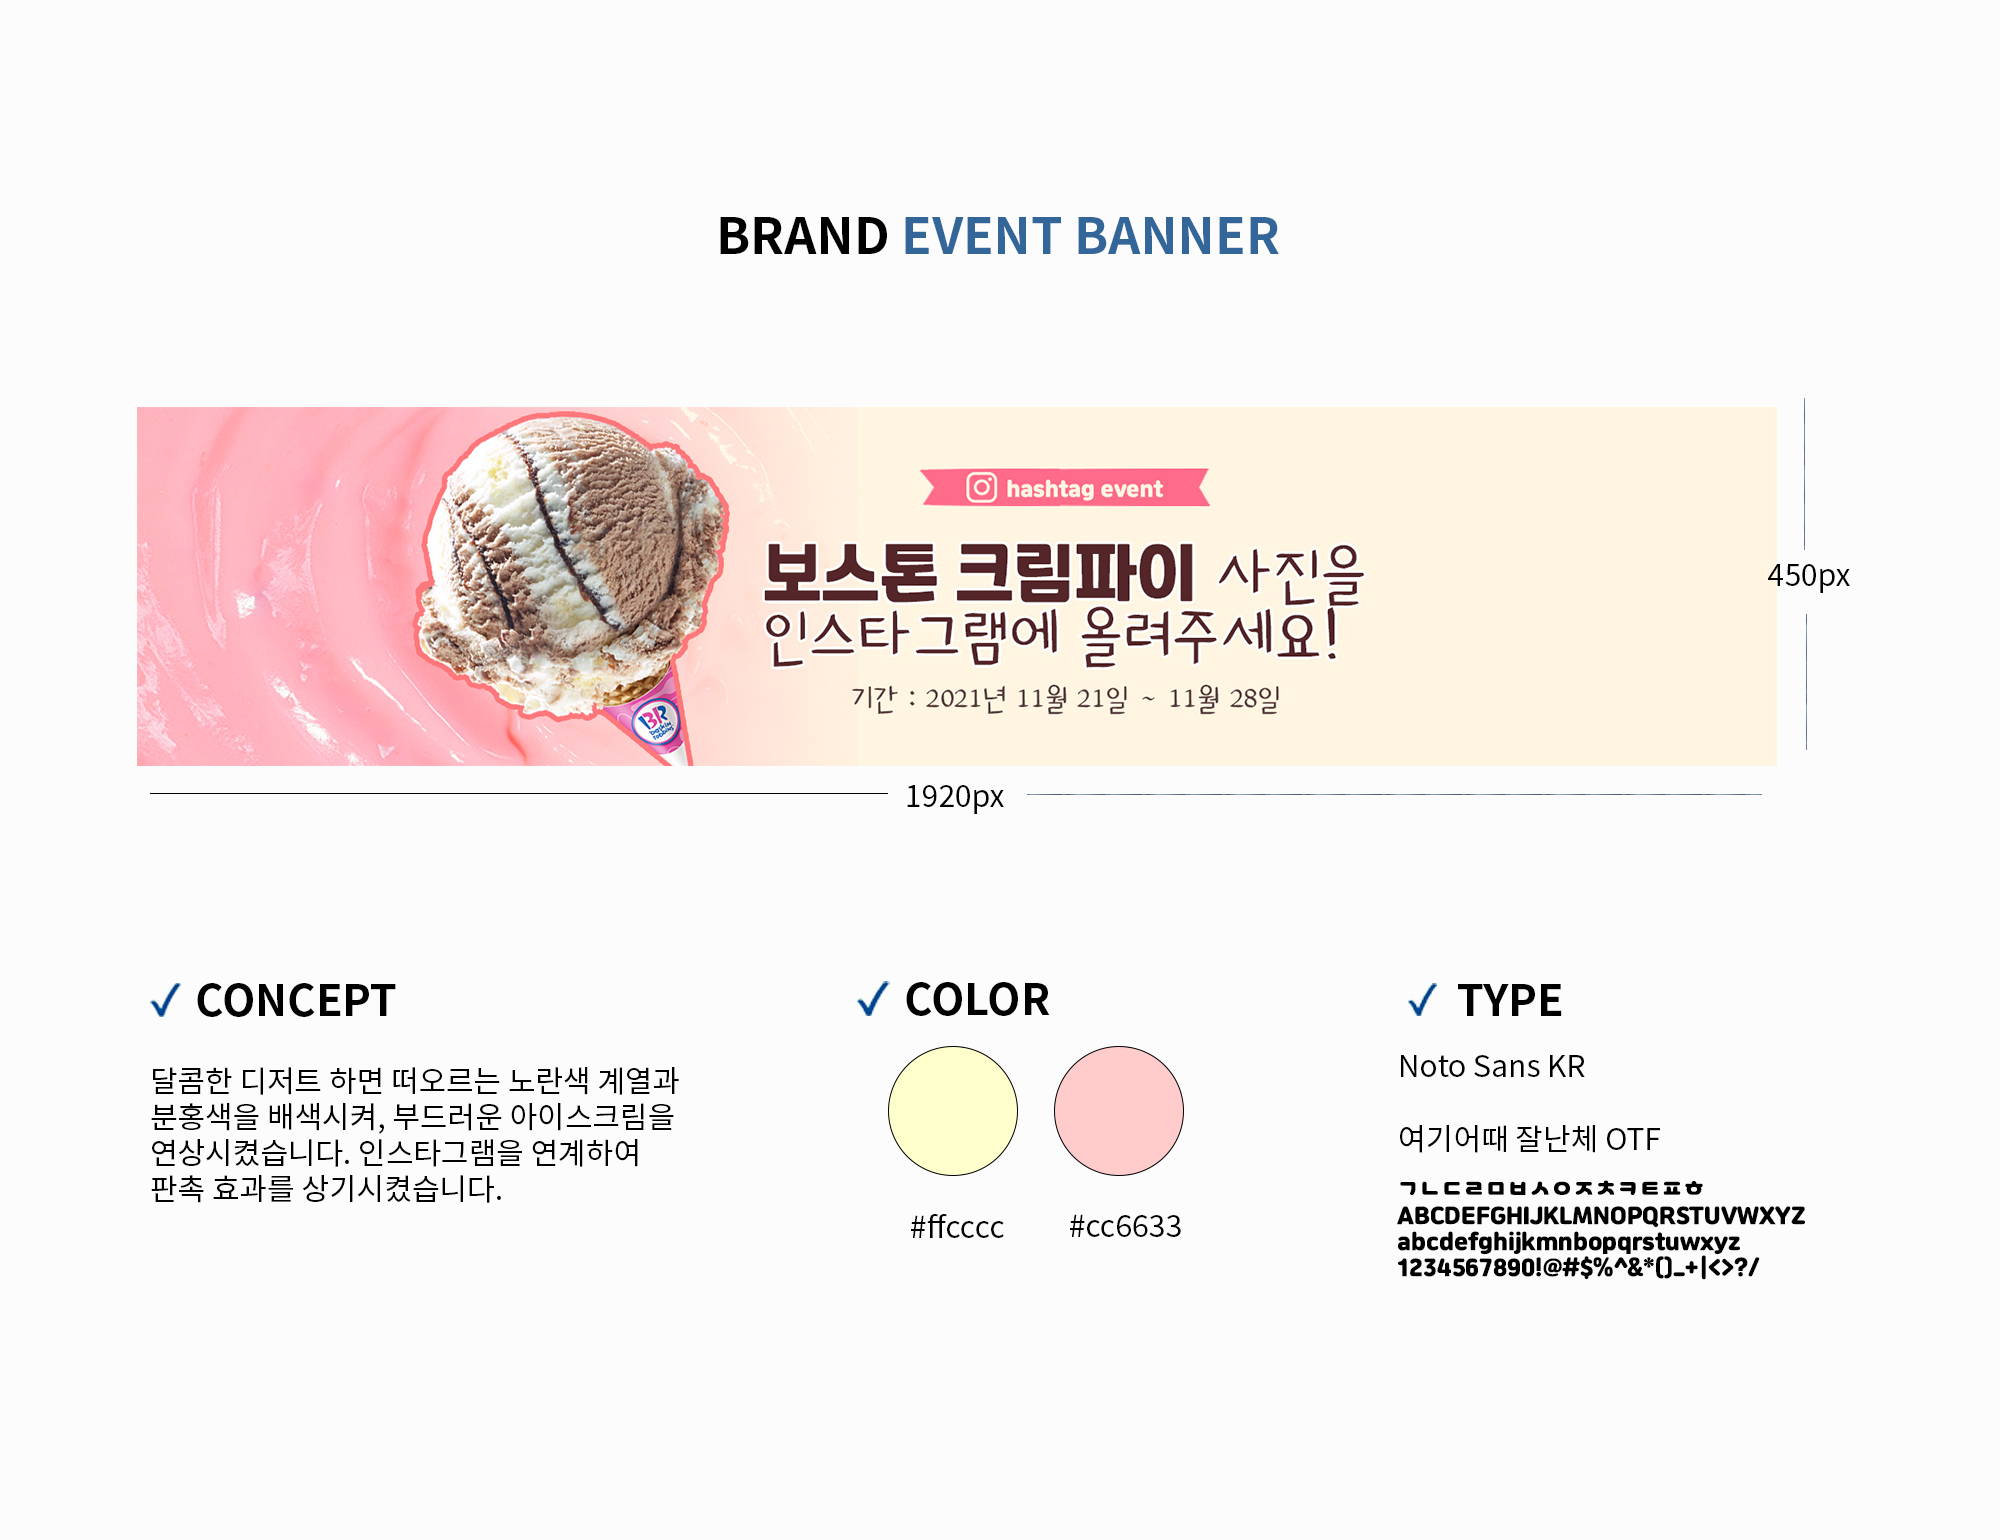 BRAND EVENT BANNER
hashtag event
보스톤 크림파이 사진을
인스타그램에 올려주세요!
기간 : 2021년 11월 21일 ~ 11월 28일
BR
baskin
robbins
450px
1920px
CONCEPT
달콤한 디저트 하면 떠오르는 노란색 계열과
분홍색을 배색시켜, 부드러운 아이스크림을
연상시켰습니다. 인스타그램을 연계하여
판촉 효과를 상기시켰습니다.
COLOR
#ffcccc
#cc6633
TYPE
Noto Sans KR
여기어때 잘난체 OTF
ㄱㄴㄷㄹㅁㅂㅅㅇㅈㅊㅋㅌㅍㅎ
ABCDEFGHIJKLMNOPQRSTUVWXYZ
abcdefghijkmnbopqrstuwxyz
1234567890!@#$%^&*()_+|<>?/